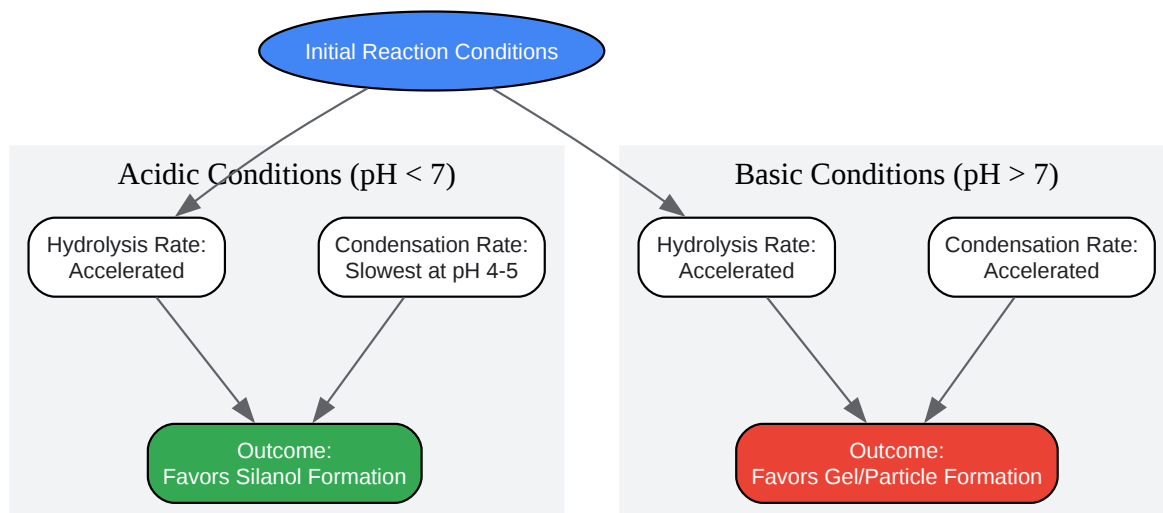 Initial Reaction Conditions
Acidic Conditions (pH < 7)
Hydrolysis Rate:
Accelerated
Condensation Rate:
Slowest at pH 4-5
Outcome:
Favors Silanol Formation
Basic Conditions (pH > 7)
Hydrolysis Rate:
Accelerated
Condensation Rate:
Accelerated
Outcome:
Favors Gel/Particle Formation